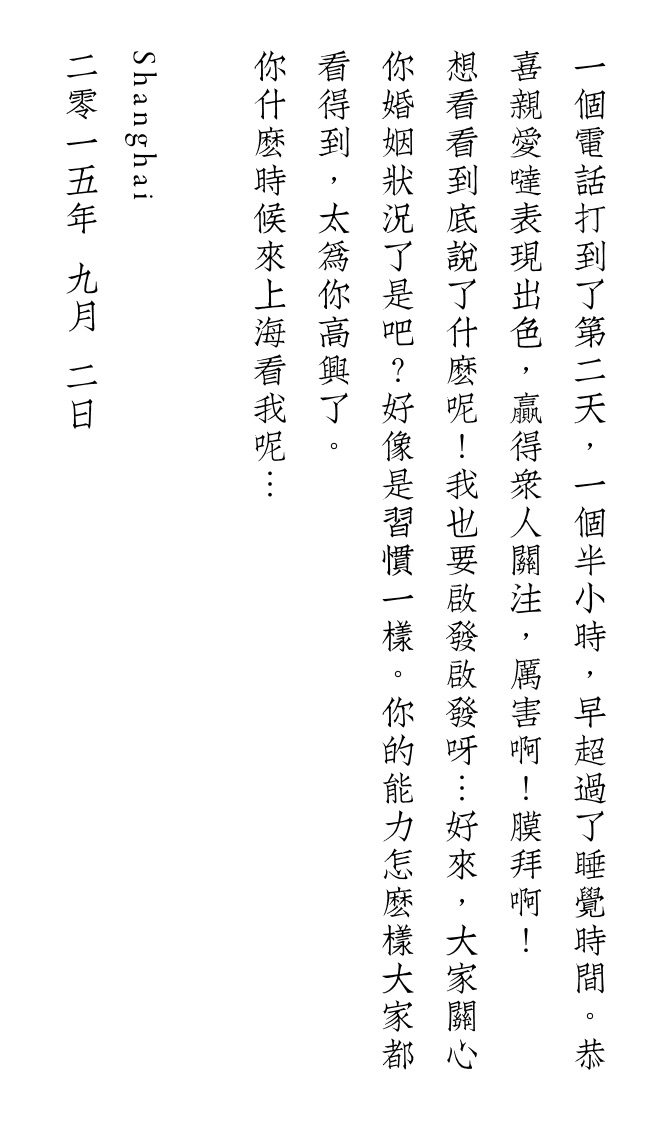 一個電話打到了第二天，一個半小時，早超過了睡覺時間。恭
喜親愛噠表現出色，贏得衆人關注，厲害啊！膜拜啊！
想看看到底說了什麽呢！我也要啟發啟發呀…好來，大家關心
你婚姻狀況了是吧？好像是習慣一樣。你的能力怎麽樣大家都
看得到，太爲你高興了。
你什麽時候來上海看我呢…
Shanghai
二零一五年 九月 二日